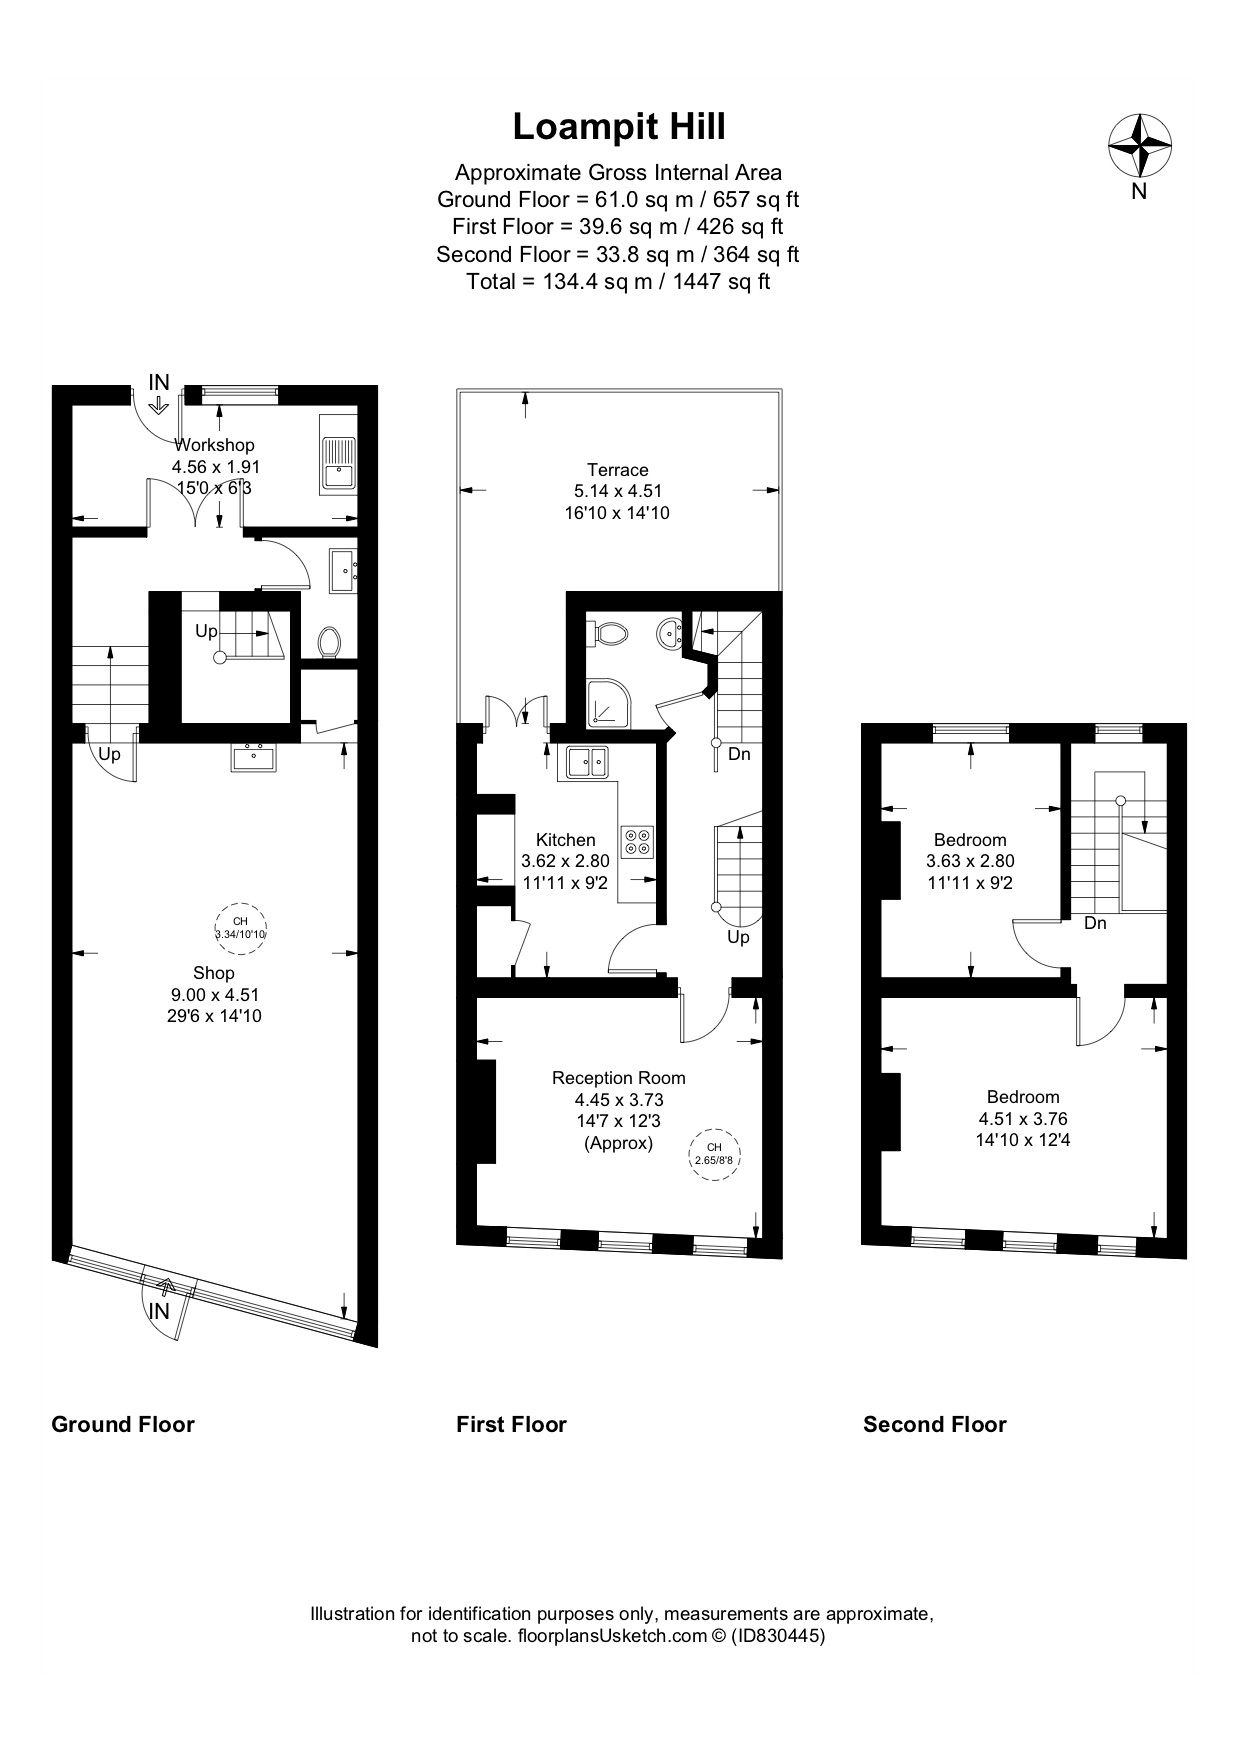 Loampit Hill
Approximate Gross Internal Area
Ground Floor = 61.0 sq m / 657 sq ft
First Floor = 39.6 sq m / 426 sq ft
Second Floor = 33.8 sq m / 364 sq ft
Total = 134.4 sq m / 1447 sq ft
N
IN
Workshop
4.56 x 1.91
15'0 x 6'3
Up
Up
CH
3.34/10'10
Shop
9.00 x 4.51
29'6 x 14'10
IN
Terrace
5.14 x 4.51
16'10 x 14'10
Dn
Kitchen
3.62 x 2.80
11'11 x 9'2
Up
Reception Room
4.45 x 3.73
14'7 x 12'3
(Approx)
CH
2.65/8'8
Bedroom
3.63 x 2.80
11'11 x 9'2
Dn
Bedroom
4.51 x 3.76
14'10 x 12'4
Ground Floor
First Floor
Second Floor
Illustration for identification purposes only, measurements are approximate,
not to scale. floorplansUsketch.com © (ID830445)